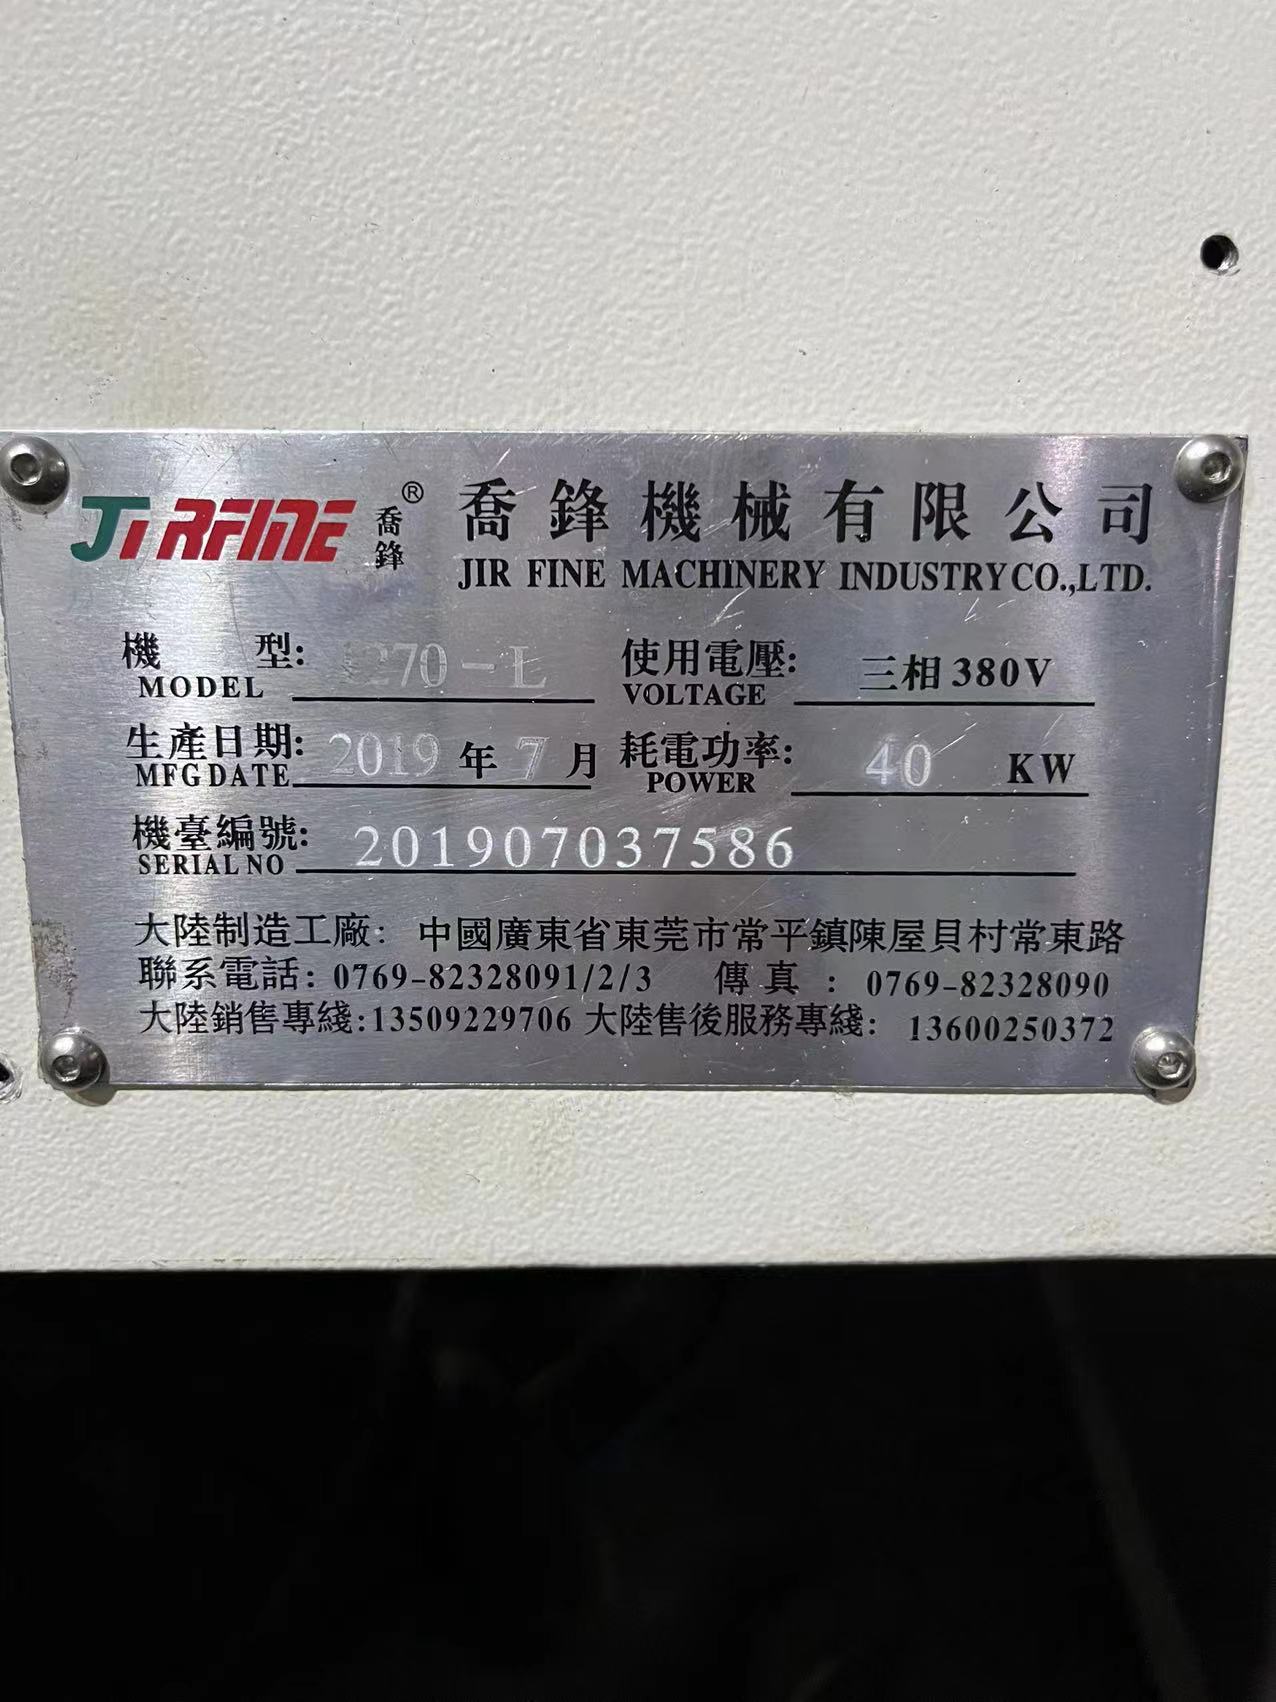 JIRFINE 喬鋒® 喬鋒機械有限公司
JIR FINE MACHINERY INDUSTRY CO.,LTD.
機 型: 270-L 使用電壓: 三相380V
MODEL VOLTAGE
生產日期: 2019 年 7 月 耗電功率: 40 KW
MFG DATE POWER
機臺編號: 201907037586
SERIAL NO
大陸制造工廠: 中國廣東省東莞市常平鎮陳屋貝村常東路
聯系電話: 0769-82328091/2/3 傳真: 0769-82328090
大陸銷售專綫:13509229706 大陸售後服務專綫: 13600250372